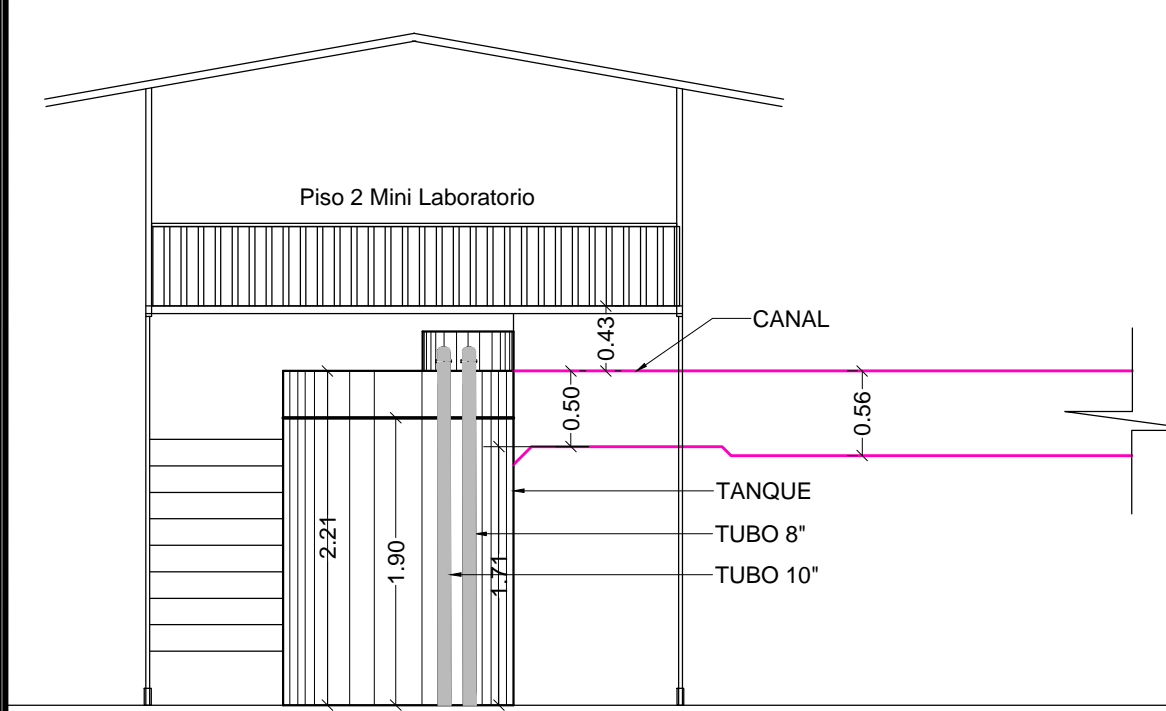 Piso 2 Mini Laboratorio
0.43
CANAL
0.50
0.56
TANQUE
2.21
1.90
1.71
TUBO 8"
TUBO 10"